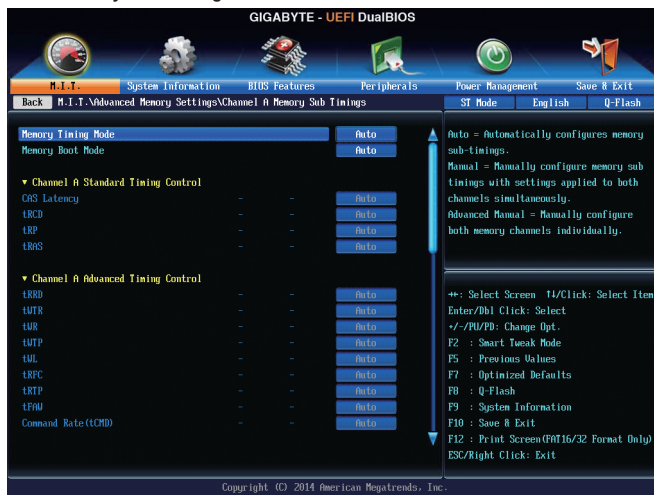 GIGABYTE - UEFI DualBIOS
M.I.T.
System Information
BIOS Features
Peripherals
Power Management
Save & Exit
Back M.I.T.\Advanced Memory Settings\Channel A Memory Sub Timings
ST Mode English Q-Flash
Memory Timing Mode Auto
Memory Boot Mode Auto
▼ Channel A Standard Timing Control
CAS Latency - - Auto
tRCD - - Auto
tRP - - Auto
tRAS - - Auto
▼ Channel A Advanced Timing Control
tRRD - - Auto
tWTR - - Auto
tWR - - Auto
tWTP - - Auto
tWL - - Auto
tRFC - - Auto
tRTP - - Auto
tFAW - - Auto
Command Rate(tCMD) - - Auto
Auto = Automatically configures memory
sub-timings.
Manual = Manually configure memory sub
timings with settings applied to both
channels simultaneously.
Advanced Manual = Manually configure
both memory channels individually.
↔: Select Screen ↑↓/Click: Select Item
Enter/Dbl Click: Select
+/-/PU/PD: Change Opt.
F2 : Smart Tweak Mode
F5 : Previous Values
F7 : Optimized Defaults
F8 : Q-Flash
F9 : System Information
F10 : Save & Exit
F12 : Print Screen(FAT16/32 Format Only)
ESC/Right Click: Exit
Copyright (C) 2014 American Megatrends, Inc.